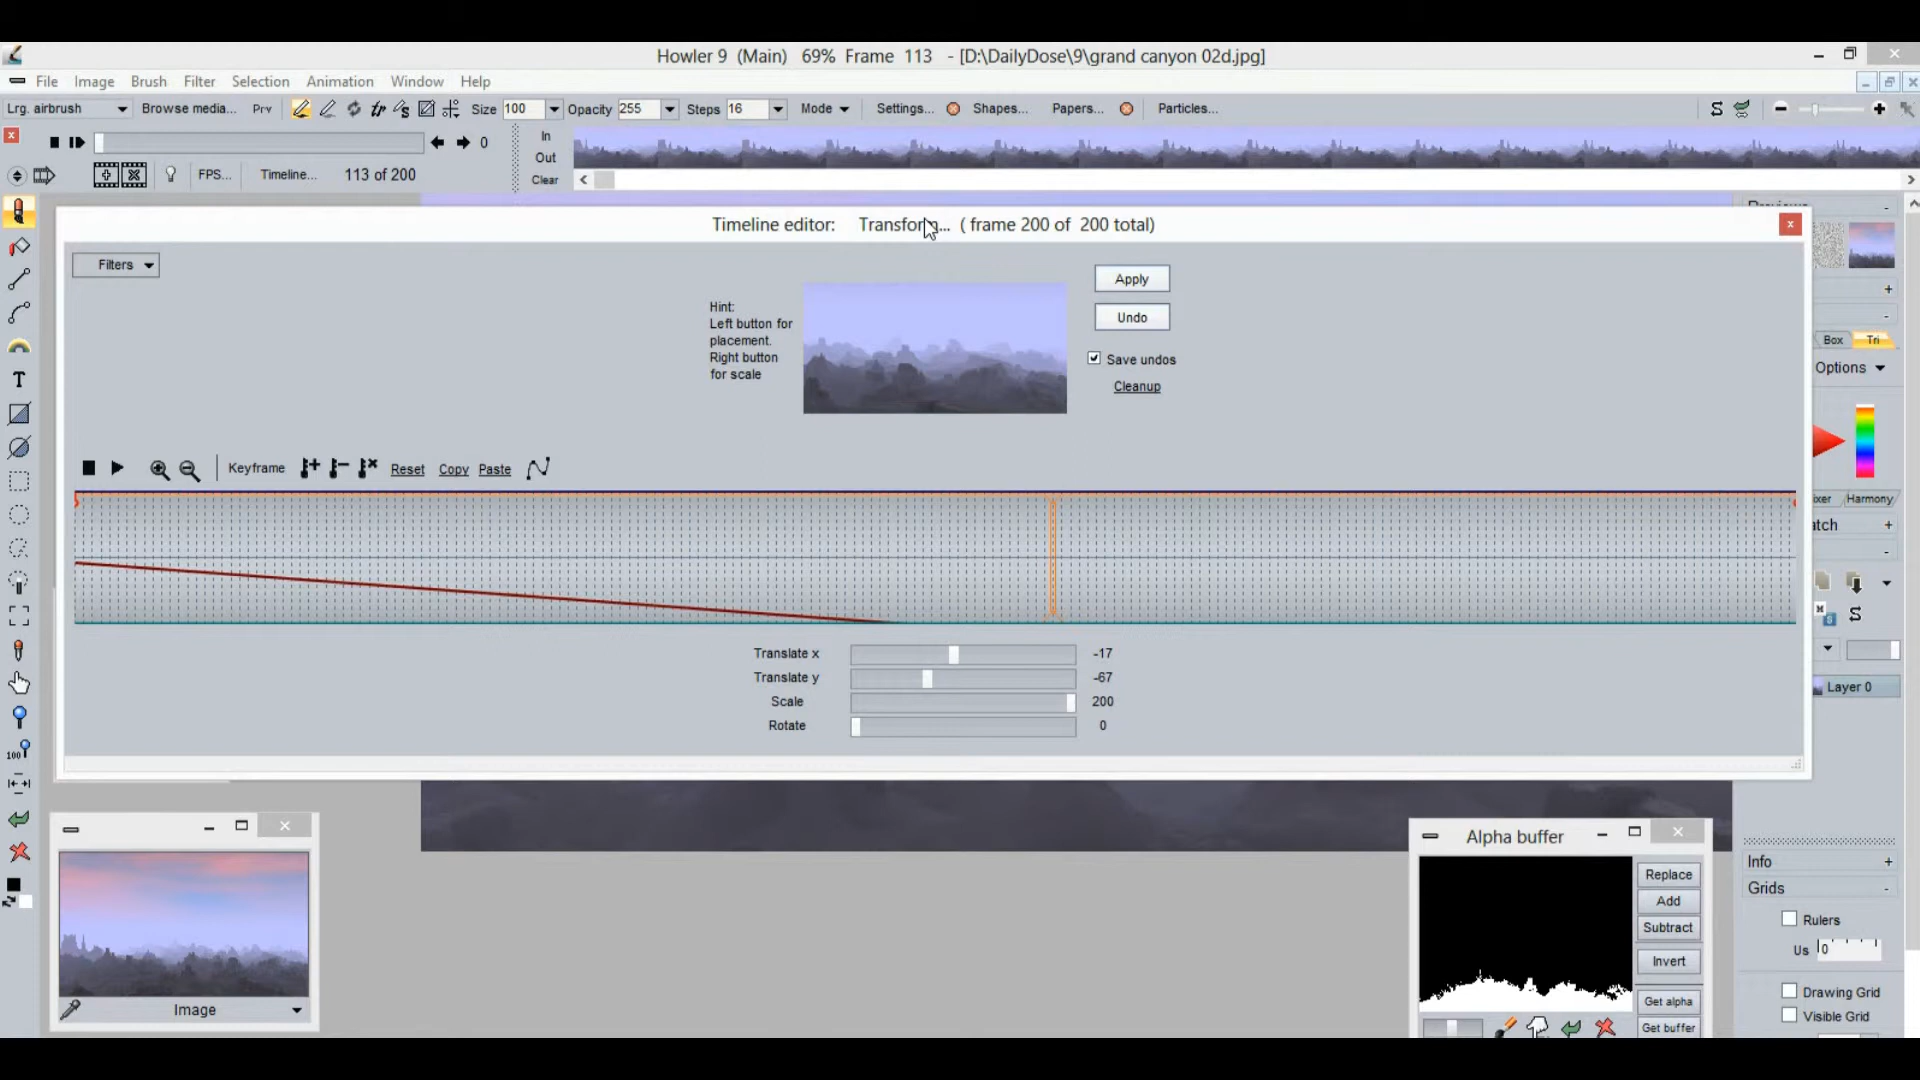 Howler 9 (Main) 69% Frame 113 - [D:\DailyDose\9\grand canyon 02d.jpg]
File Image Brush Filter Selection Animation Window Help
Lrg. airbrush Browse media... Prv Size 100 Opacity 255 Steps 16 Mode Settings... Shapes... Papers... Particles...
0 In
Out
FPS... Timeline... 113 of 200 Clear
Timeline editor: Transform... ( frame 200 of 200 total)
Filters
Apply
Hint:
Left button for
placement.
Right button
for scale
Undo
Save undos
Cleanup
Box Tri
Options
Keyframe Reset Copy Paste
Harmony
Translate x -17
Translate y -67
Scale 200
Rotate 0
Layer 0
Image
Alpha buffer
Replace
Add
Subtract
Invert
Get alpha
Get buffer
Info +
Grids -
Rulers
Us 0
Drawing Grid
Visible Grid